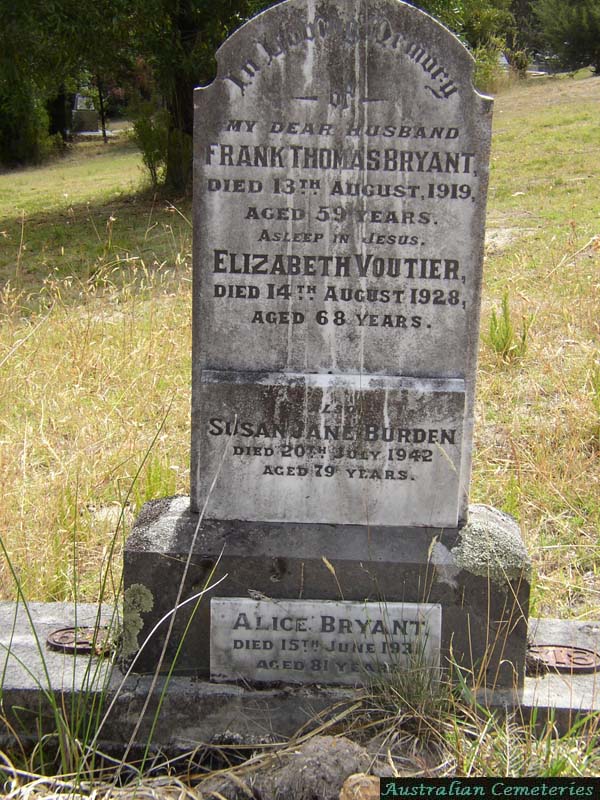 In Loving Memory
of
MY DEAR HUSBAND
FRANK THOMAS BRYANT,
DIED 13TH AUGUST, 1919,
AGED 59 YEARS.
ASLEEP IN JESUS.
ELIZABETH VOUTIER,
DIED 14TH AUGUST 1928,
AGED 68 YEARS.
ALSO
SUSAN JANE BURDEN
DIED 20TH JULY, 1942
AGED 79 YEARS.
ALICE BRYANT
DIED 15TH JUNE
AGED 81 YEARS
Australian Cemeteries